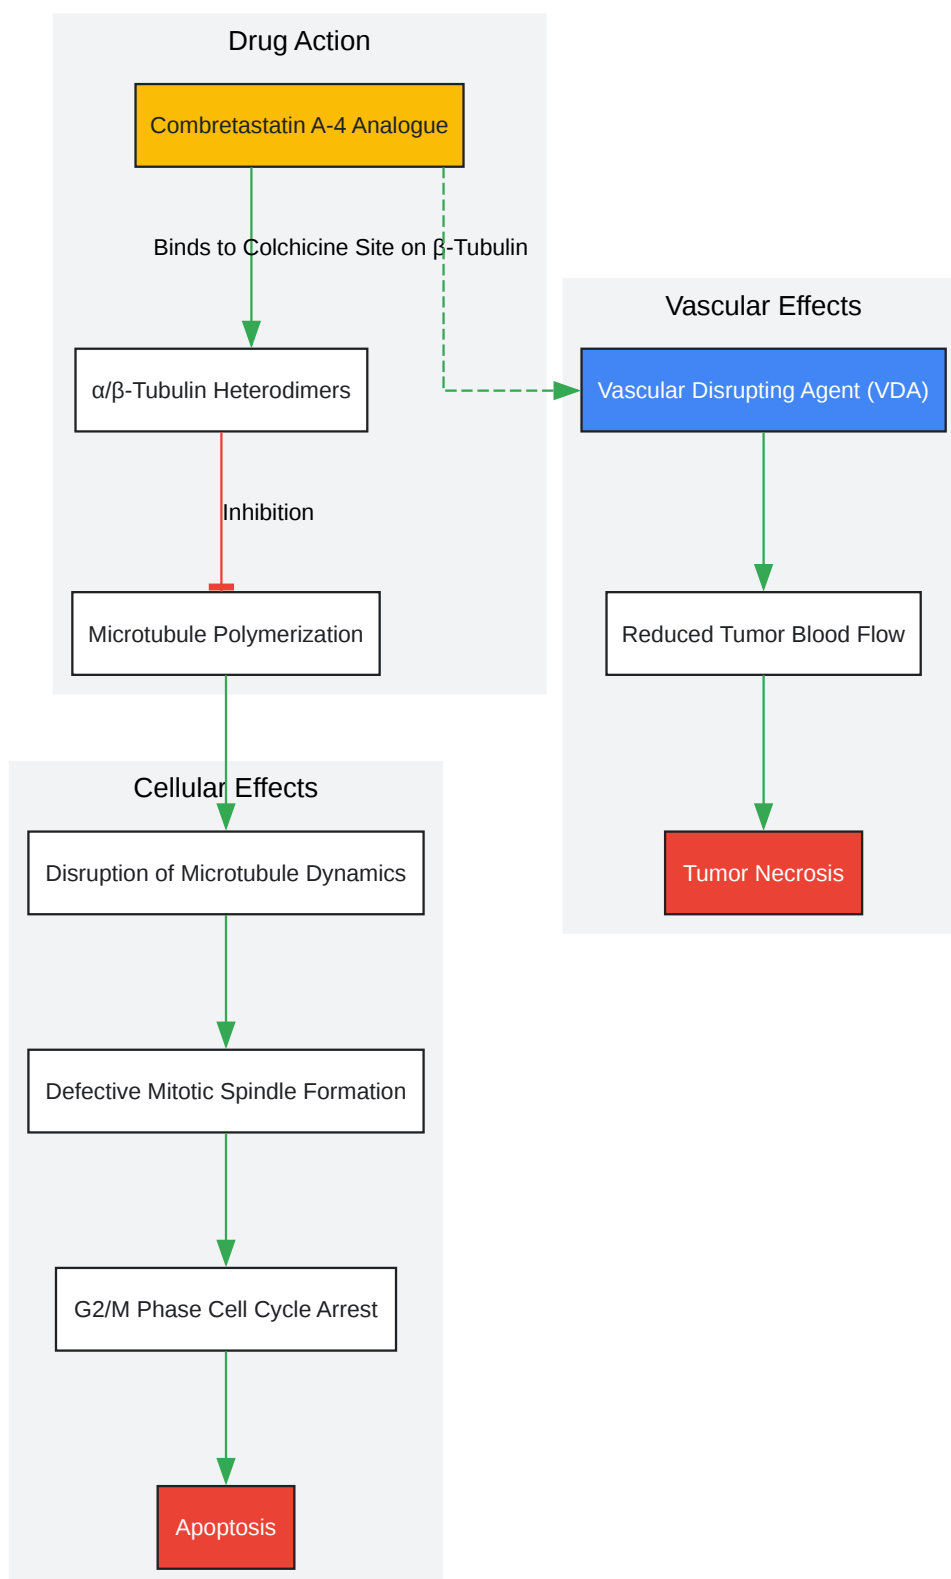 Drug Action
Combretastatin A-4 Analogue
Binds to Colchicine Site on β-Tubulin
α/β-Tubulin Heterodimers
Inhibition
Microtubule Polymerization
Vascular Effects
Vascular Disrupting Agent (VDA)
Reduced Tumor Blood Flow
Tumor Necrosis
Cellular Effects
Disruption of Microtubule Dynamics
Defective Mitotic Spindle Formation
G2/M Phase Cell Cycle Arrest
Apoptosis